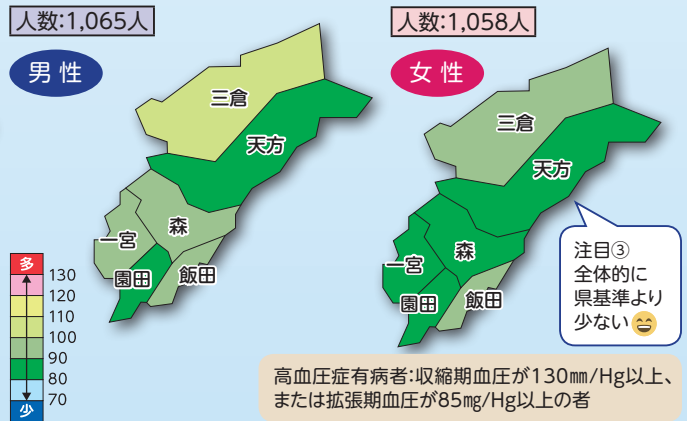 人数:1,065人
男性
三倉
天方
森
一宮
園田
飯田
人数:1,058人
女性
三倉
天方
森
一宮
園田
飯田
注目③
全体的に
県基準より
少ない😄
多
130
120
110
100
90
80
70
少
高血圧症有病者:収縮期血圧が130㎜/Hg以上、
または拡張期血圧が85㎎/Hg以上の者